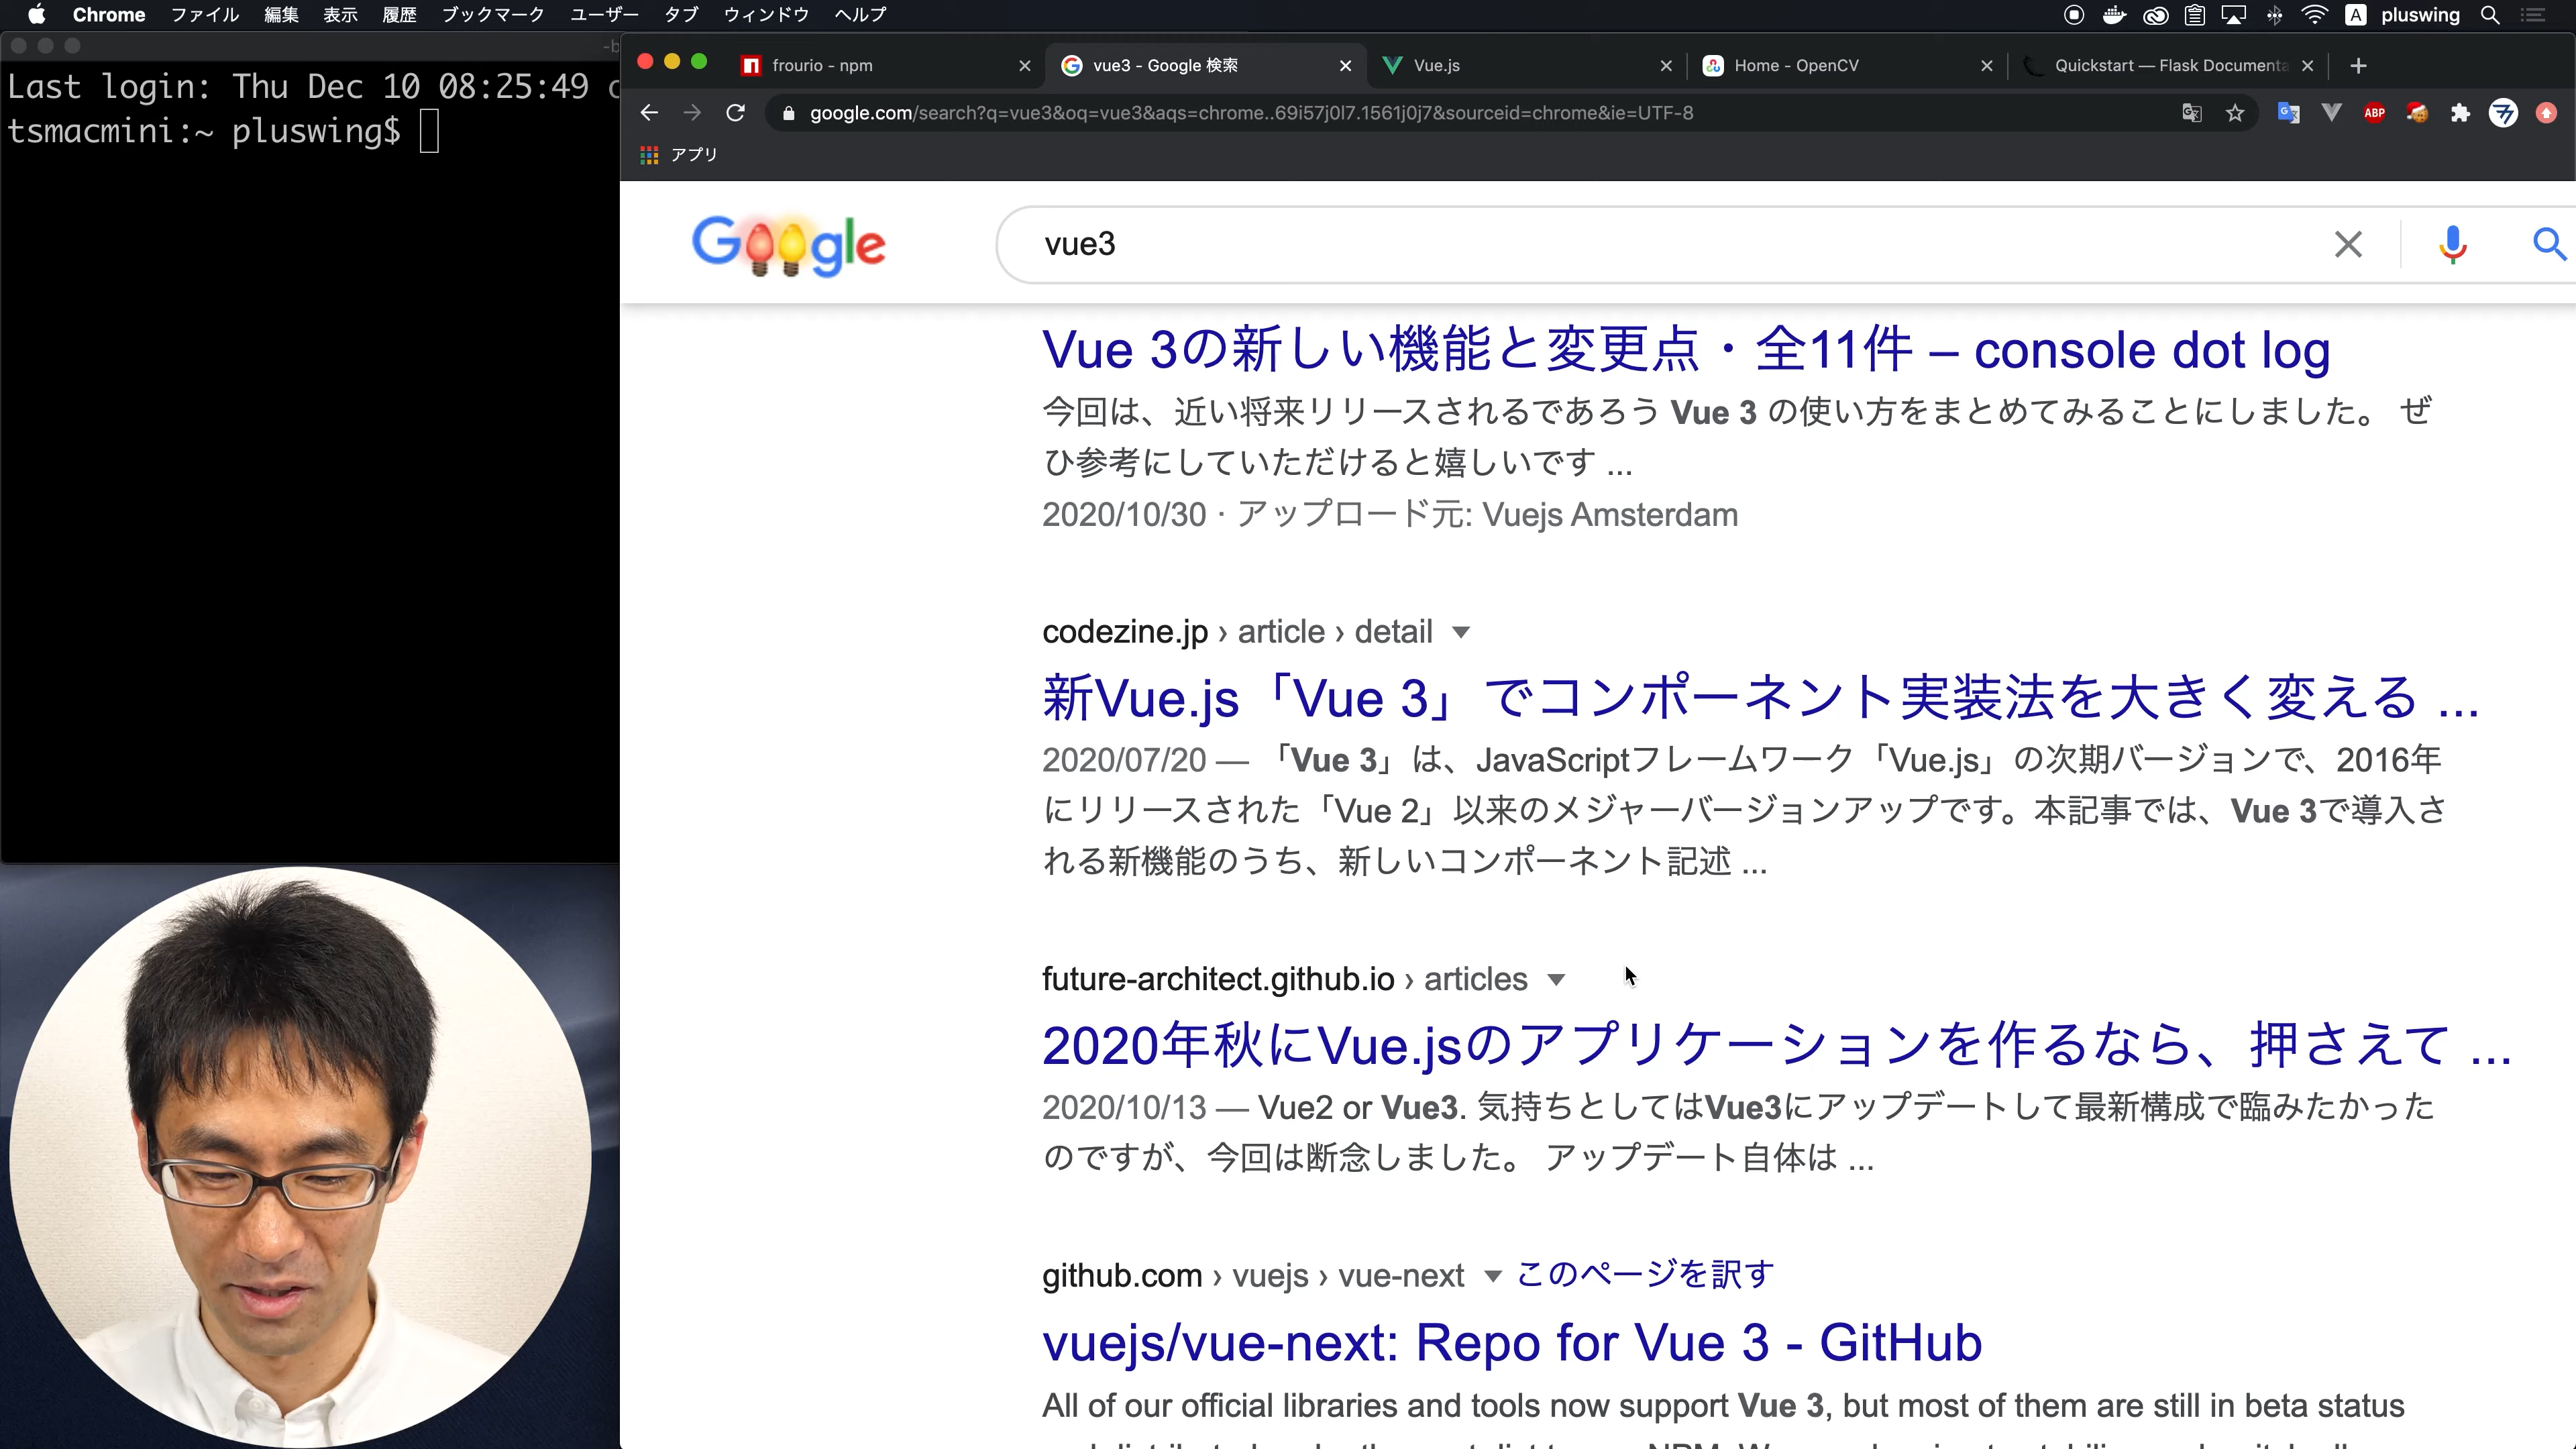 Chrome ファイル 編集 表示 履歴 ブックマーク ユーザー タブ ウィンドウ ヘルプ
A pluswing
Last login: Thu Dec 10 08:25:49
tsmacmini:~ pluswing$
frourio - npm
vue3 - Google 検索
Vue.js
Home - OpenCV
Quickstart — Flask Documenta
google.com/search?q=vue3&oq=vue3&aqs=chrome..69i57j0l7.1561j0j7&sourceid=chrome&ie=UTF-8
ABP
アプリ
Google
vue3
Vue 3の新しい機能と変更点・全11件 – console dot log
今回は、近い将来リリースされるであろう Vue 3 の使い方をまとめてみることにしました。 ぜ
ひ参考にしていただけると嬉しいです ...
2020/10/30 · アップロード元: Vuejs Amsterdam
codezine.jp › article › detail
新Vue.js「Vue 3」でコンポーネント実装法を大きく変える ...
2020/07/20 — 「Vue 3」は、JavaScriptフレームワーク「Vue.js」の次期バージョンで、2016年
にリリースされた「Vue 2」以来のメジャーバージョンアップです。本記事では、Vue 3で導入さ
れる新機能のうち、新しいコンポーネント記述 ...
future-architect.github.io › articles
2020年秋にVue.jsのアプリケーションを作るなら、押さえて ...
2020/10/13 — Vue2 or Vue3. 気持ちとしてはVue3にアップデートして最新構成で臨みたかった
のですが、今回は断念しました。 アップデート自体は ...
github.com › vuejs › vue-next このページを訳す
vuejs/vue-next: Repo for Vue 3 - GitHub
All of our official libraries and tools now support Vue 3, but most of them are still in beta status